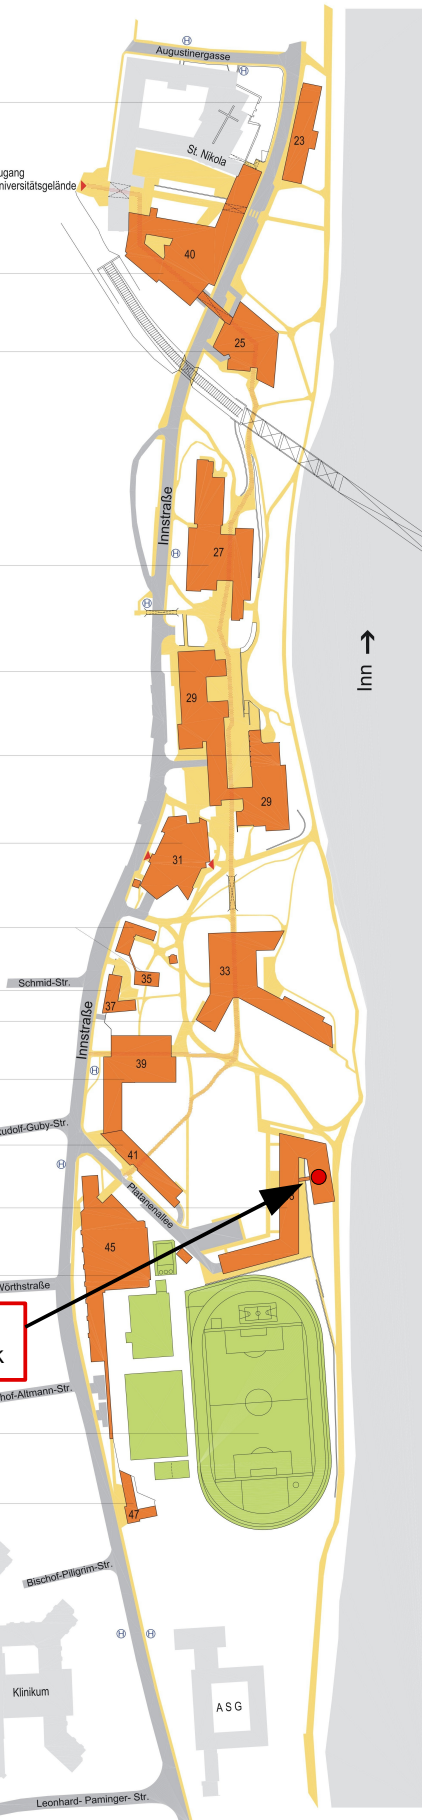 Augustinergasse
H
H
23
St. Nikola
ugang
niversitätsgelände
40
25
Innstraße
27
H
H
Inn →
29
29
31
33
35
Schmid-Str.
37
Innstraße
39
H
udolf-Guby-Str.
41
H
Platanenallee
45
Wörthstraße
k
hof-Altmann-Str.
47
Bischof-Piligrim-Str.
H
H
Klinikum
ASG
Leonhard- Paminger- Str.